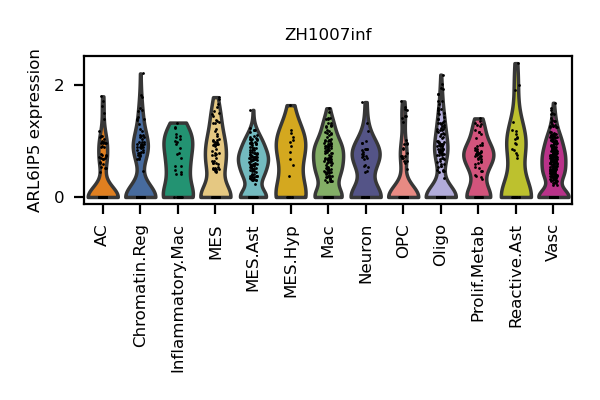 ZH1007inf
ARL6IP5 expression
2
0
AC
Chromatin.Reg
Inflammatory.Mac
MES
MES.Ast
MES.Hyp
Mac
Neuron
OPC
Oligo
Prolif.Metab
Reactive.Ast
Vasc